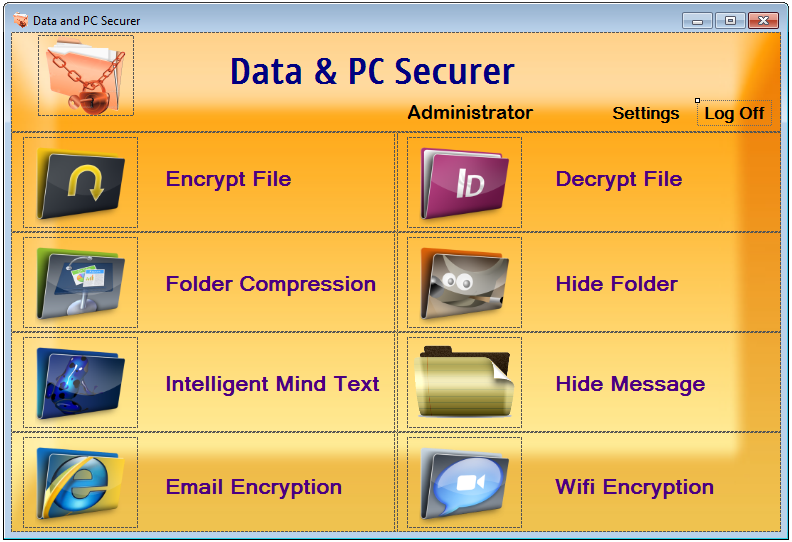 Data and PC Securer
Data & PC Securer
Administrator Settings Log Off
Encrypt File Decrypt File
ID
Folder Compression Hide Folder
Intelligent Mind Text Hide Message
Email Encryption Wifi Encryption